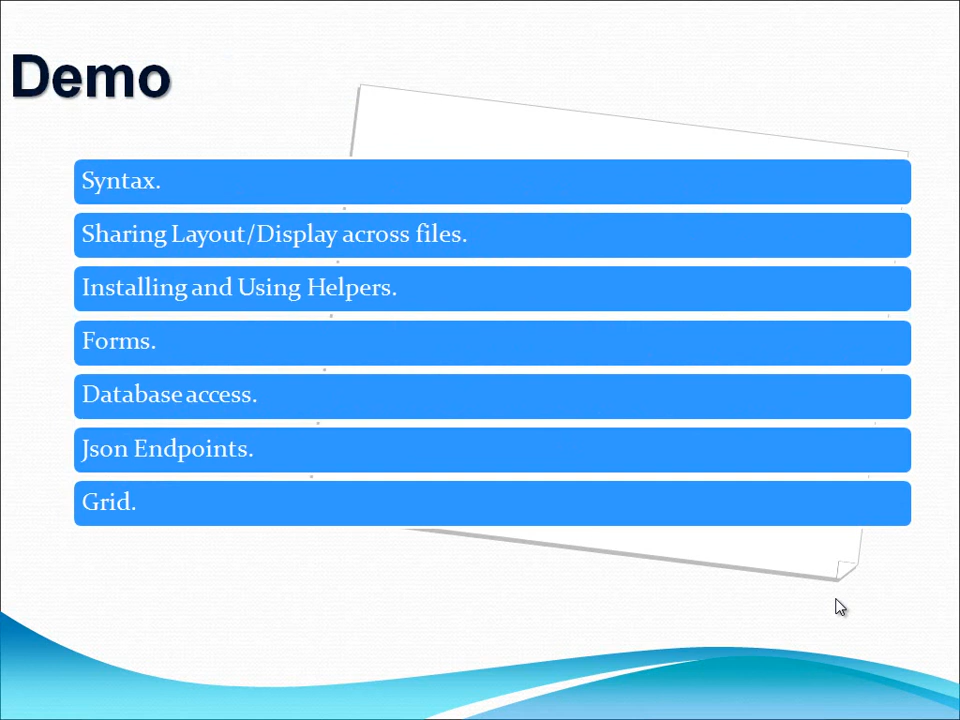 Demo
Syntax.
Sharing Layout/Display across files.
Installing and Using Helpers.
Forms.
Database access.
Json Endpoints.
Grid.